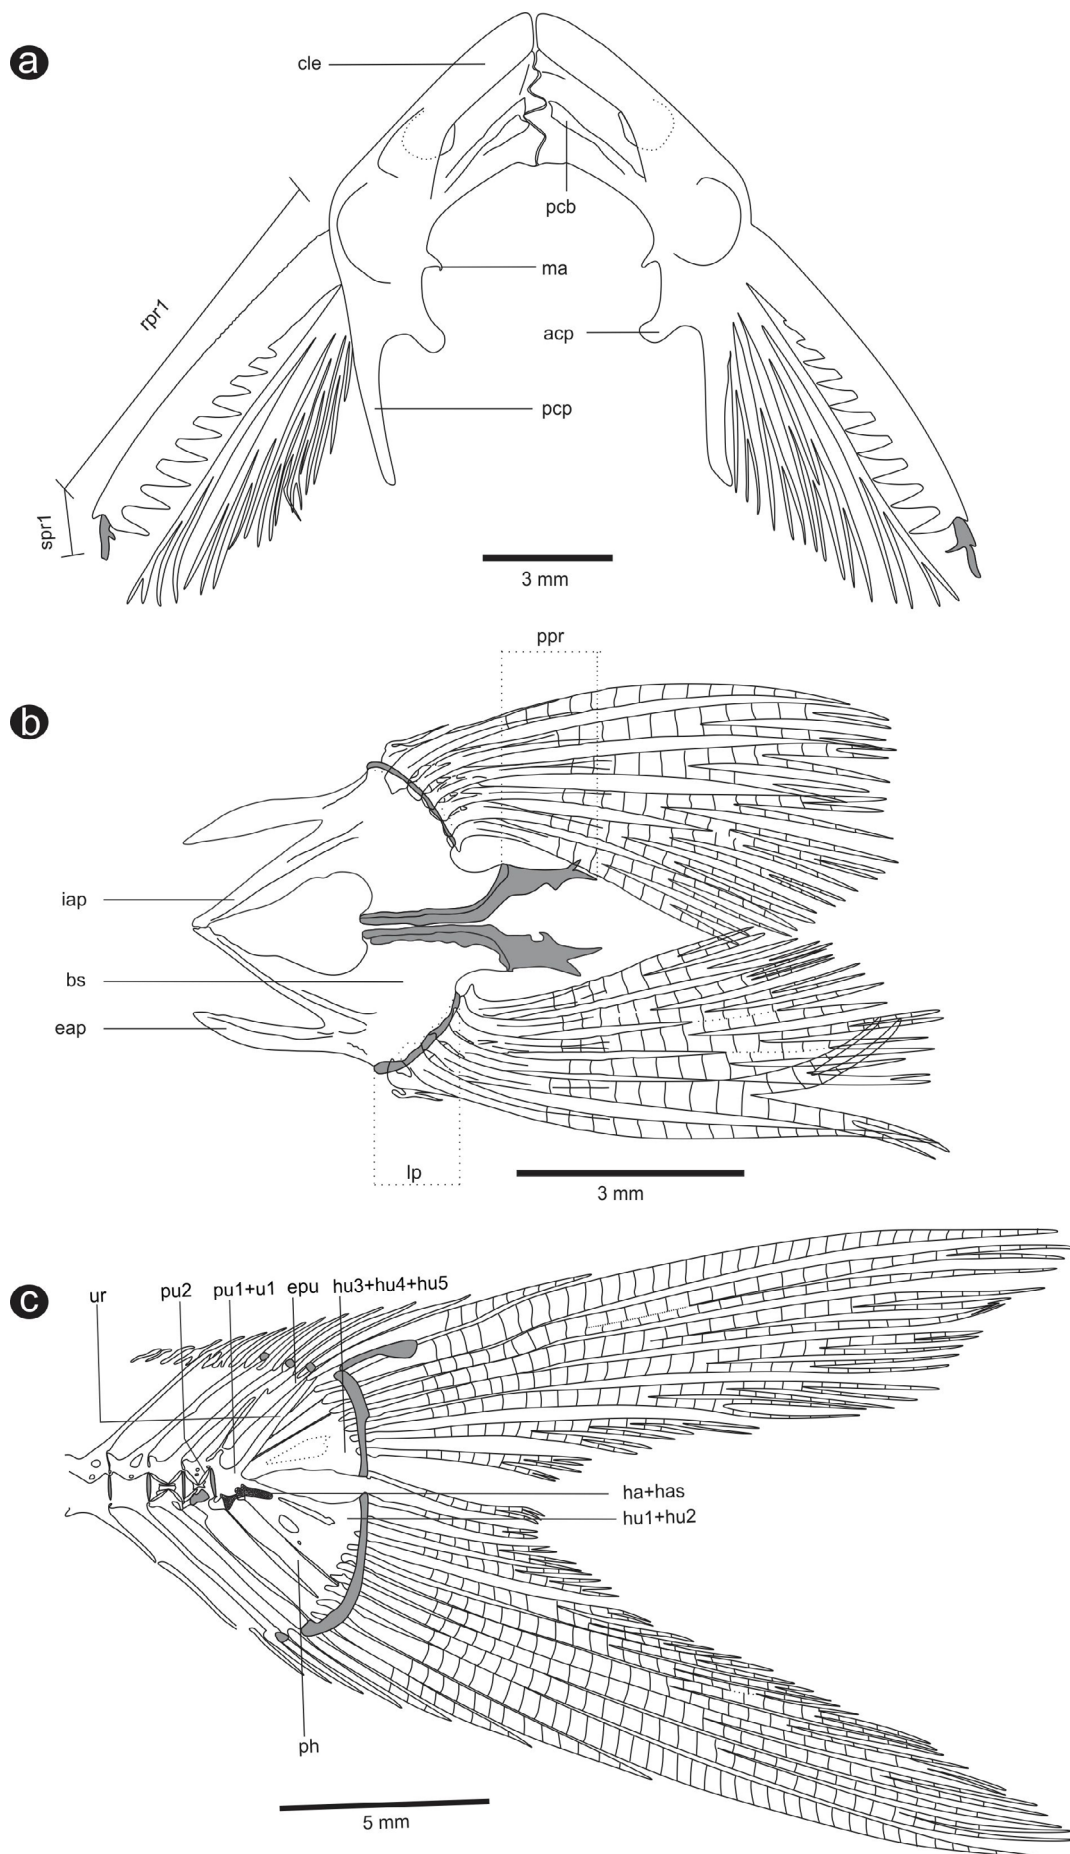 a
cle
pcb
ma
rpr1
acp
pcp
spr1
3 mm
ppr
b
iap
bs
eap
lp
3 mm
c
ur
pu2
pu1+u1
epu
hu3+hu4+hu5
ha+has
hu1+hu2
ph
5 mm